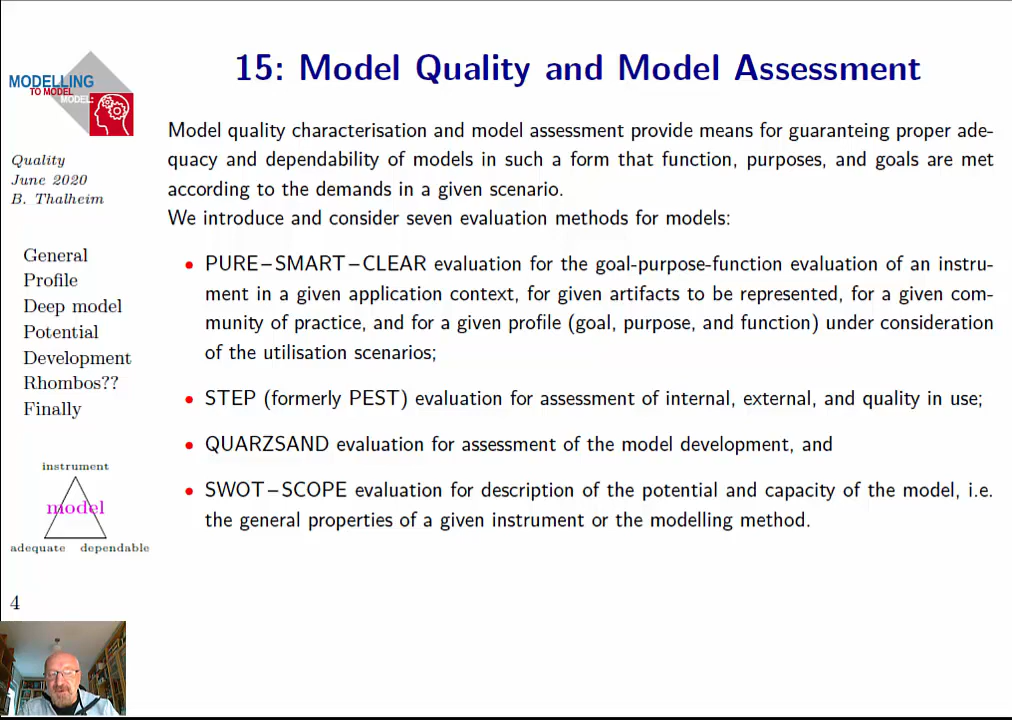 15: Model Quality and Model Assessment
MODELLING
TO MODEL
MODEL:
Quality
June 2020
B. Thalheim
General
Profile
Deep model
Potential
Development
Rhombos??
Finally
instrument
model
adequate dependable
4
Model quality characterisation and model assessment provide means for guaranteing proper ade-
quacy and dependability of models in such a form that function, purposes, and goals are met
according to the demands in a given scenario.
We introduce and consider seven evaluation methods for models:
• PURE–SMART–CLEAR evaluation for the goal-purpose-function evaluation of an instru-
ment in a given application context, for given artifacts to be represented, for a given com-
munity of practice, and for a given profile (goal, purpose, and function) under consideration
of the utilisation scenarios;
• STEP (formerly PEST) evaluation for assessment of internal, external, and quality in use;
• QUARZSAND evaluation for assessment of the model development, and
• SWOT–SCOPE evaluation for description of the potential and capacity of the model, i.e.
the general properties of a given instrument or the modelling method.